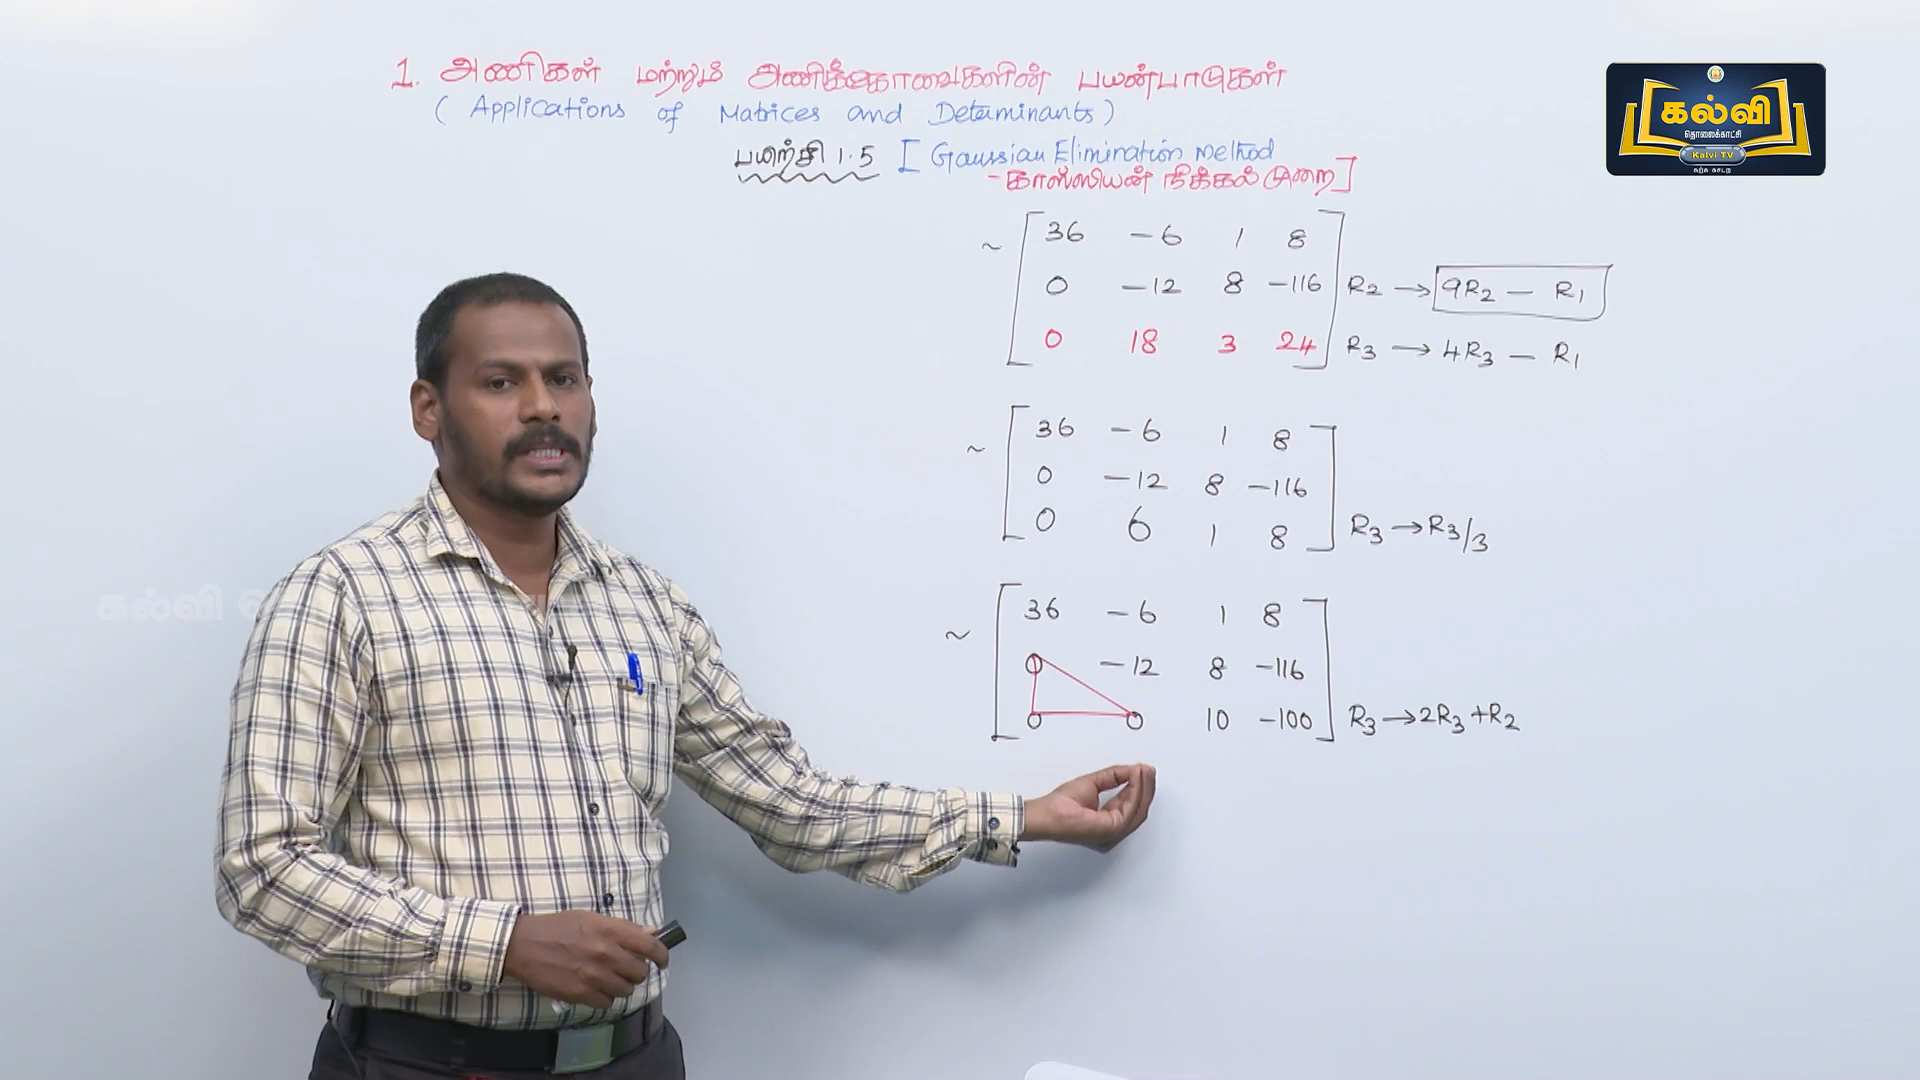 1. அணிகள் மற்றும் அணிக்கோவைகளின் பயன்பாடுகள்
( Applications of Matrices and Determinants )
பயிற்சி 1.5 [ Gaussian Elimination Method
- காஸ்ஸியன் நீக்கல் முறை ]
~ [ 36 -6 1 8 ]
0 -12 8 -116 R2 → 9R2 - R1
0 18 3 24 R3 → 4R3 - R1
~ [ 36 -6 1 8 ]
0 -12 8 -116
0 6 1 8 R3 → R3/3
~ [ 36 -6 1 8 ]
0 -12 8 -116
0 0 10 -100 R3 → 2R3 + R2
கல்வி
தொலைக்காட்சி
Kalvi TV
கற்க கசடற
கல்வி